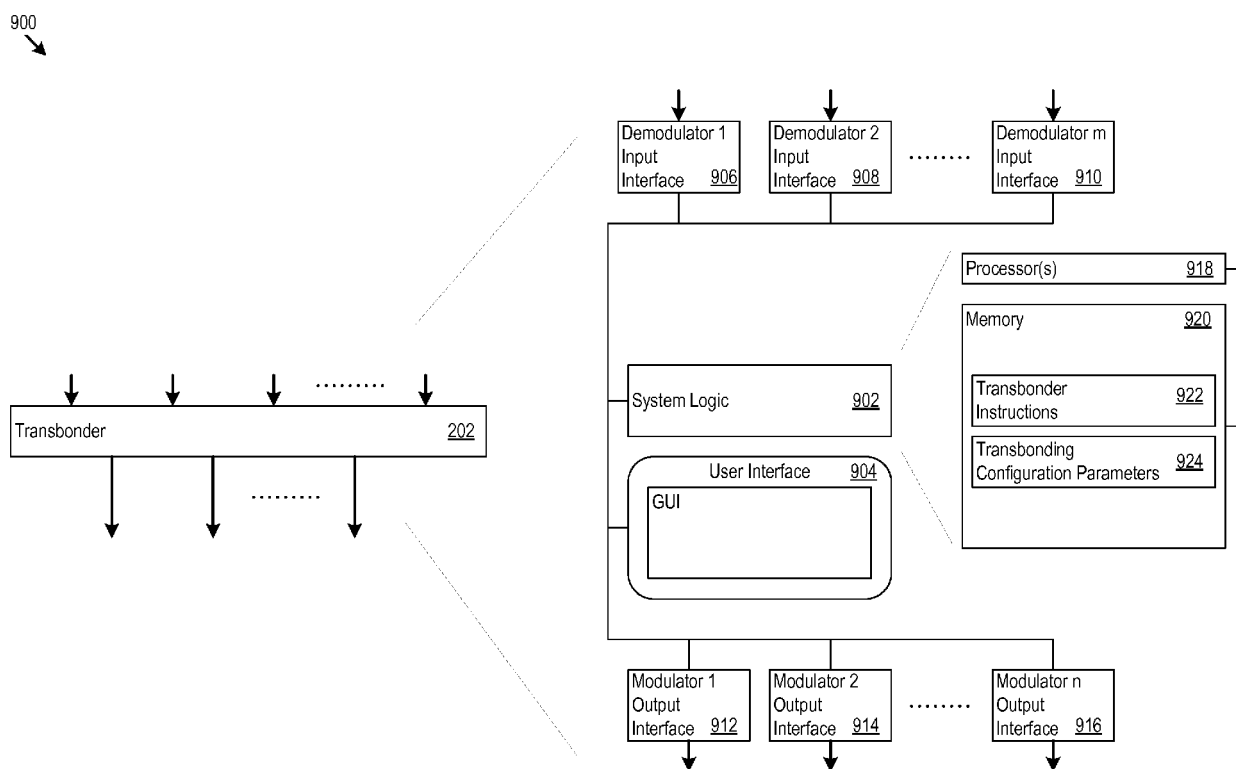 900
Demodulator 1
Input
Interface 906
Demodulator 2
Input
Interface 908
Demodulator m
Input
Interface 910
Processor(s) 918
Memory 920
Transbonder
Instructions 922
Transbonding
Configuration Parameters 924
System Logic 902
Transbonder 202
User Interface 904
GUI
Modulator 1
Output
Interface 912
Modulator 2
Output
Interface 914
Modulator n
Output
Interface 916